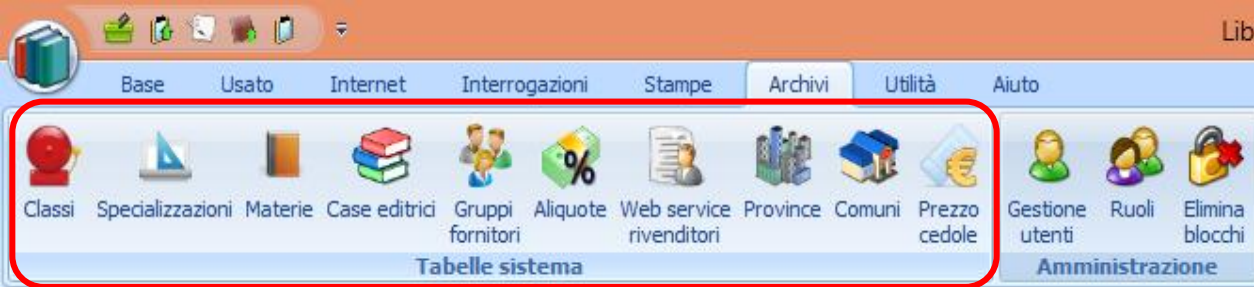 Lib
Base Usato Internet Interrogazioni Stampe Archivi Utilità Aiuto
Classi Specializzazioni Materie Case editrici Gruppi fornitori Aliquote % Web service rivenditori Province Comuni Prezzo cedole € Gestione utenti Ruoli Elimina blocchi
Tabelle sistema Amministrazione